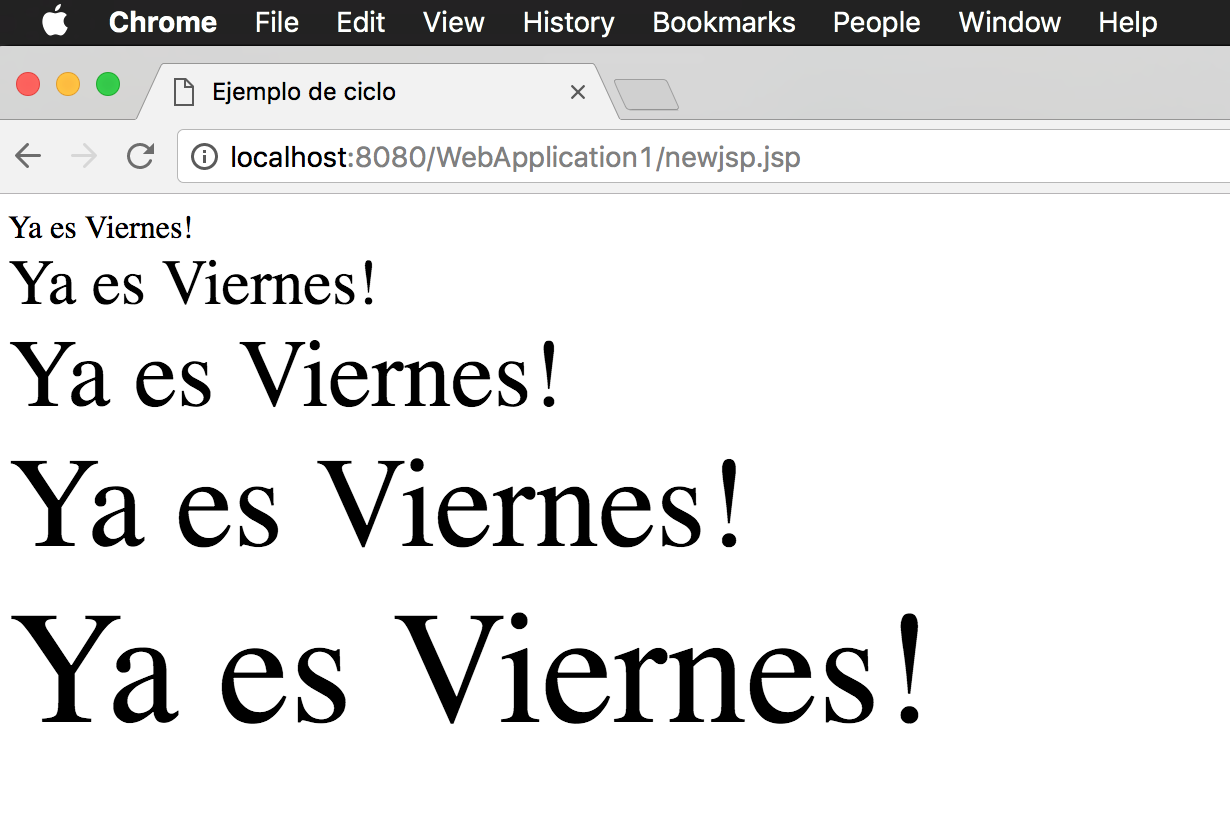 Chrome File Edit View History Bookmarks People Window Help
Ejemplo de ciclo
localhost:8080/WebApplication1/newjsp.jsp
Ya es Viernes!
Ya es Viernes!
Ya es Viernes!
Ya es Viernes!
Ya es Viernes!